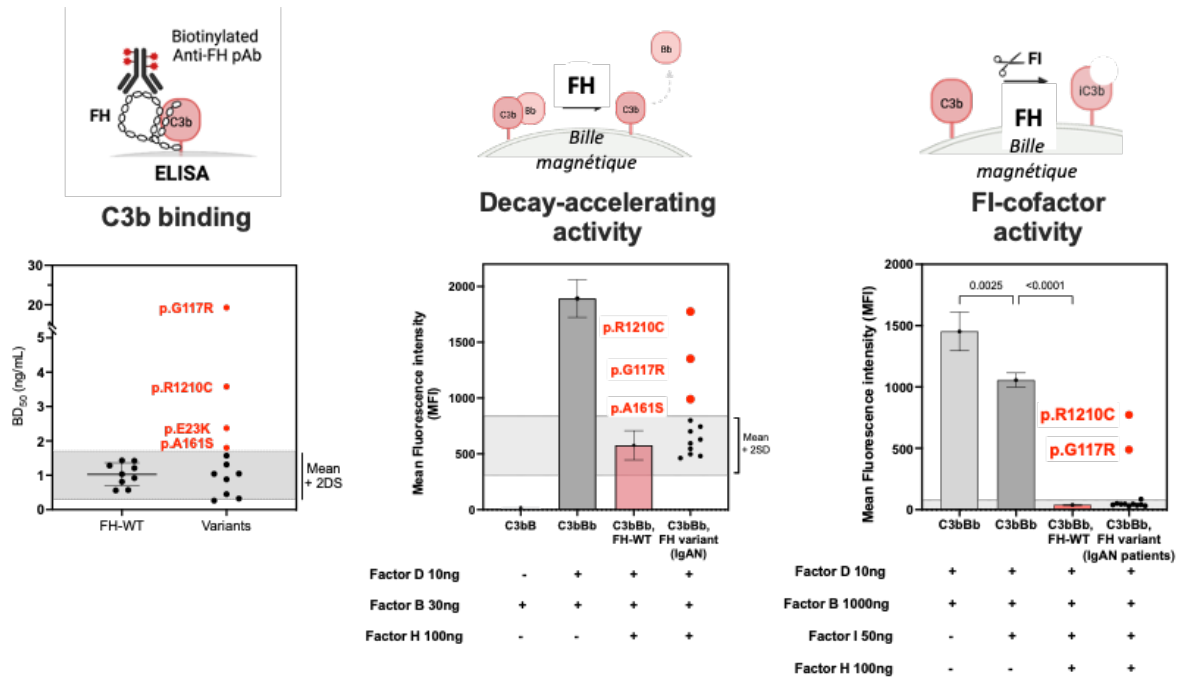 Biotinylated
Anti-FH pAb
FH
C3b
ELISA
C3b binding
30
20
10
5
4
3
2
1
0
BD50 (ng/mL)
p.G117R
p.R1210C
p.E23K
p.A161S
Mean
+ 2DS
FH-WT
Variants
Bb
FH
C3b
Bb
C3b
Bille
magnétique
Decay-accelerating
activity
2000
1500
1000
500
0
Mean Fluorescence intensity
(MFI)
p.R1210C
p.G117R
p.A161S
Mean
+ 2SD
C3bB
C3bBb
C3bBb,
FH-WT
C3bBb,
FH variant
(IgAN)
Factor D 10ng - + + +
Factor B 30ng + + + +
Factor H 100ng - - + +
FI
C3b
iC3b
FH
Bille
magnétique
FI-cofactor
activity
2000
1500
1000
500
0
Mean Fluorescence intensity (MFI)
0.0025
<0.0001
p.R1210C
p.G117R
C3bBb
C3bBb
C3bBb,
FH-WT
C3bBb,
FH variant
(IgAN patients)
Factor D 10ng + + + +
Factor B 1000ng + + + +
Factor I 50ng - + + +
Factor H 100ng - - + +